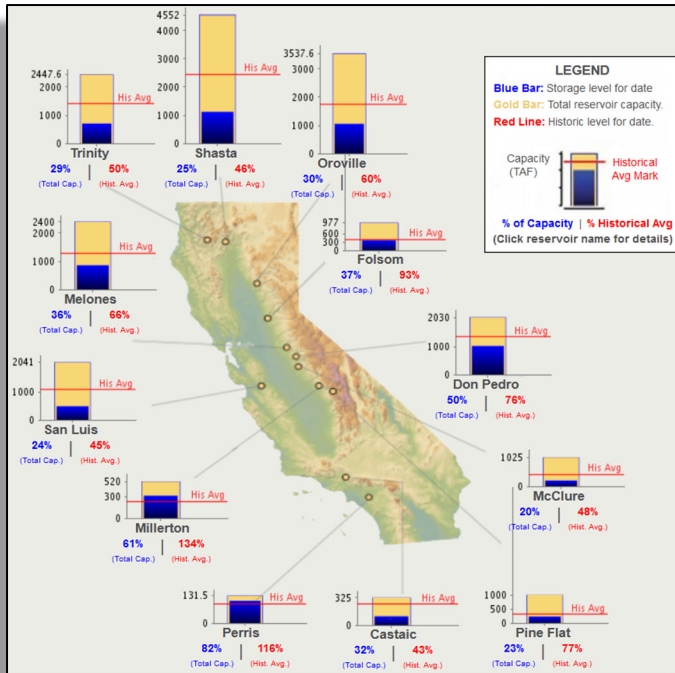 4552
4000
3000
2000
1000
0
His Avg
Shasta
25% | 46%
(Total Cap.) (Hist. Avg.)
2447.6
2000
1000
0
His Avg
Trinity
29% | 50%
(Total Cap.) (Hist. Avg.)
3537.6
3000
2000
1000
0
His Avg
Oroville
30% | 60%
(Total Cap.) (Hist. Avg.)
LEGEND
Blue Bar: Storage level for date
Gold Bar: Total reservoir capacity.
Red Line: Historic level for date.
Capacity
(TAF)
Historical
Avg Mark
% of Capacity | % Historical Avg
(Click reservoir name for details)
2400
2000
1000
0
His Avg
Melones
36% | 66%
(Total Cap.) (Hist. Avg.)
977
600
300
0
His Avg
Folsom
37% | 93%
(Total Cap.) (Hist. Avg.)
2030
1000
0
His Avg
Don Pedro
50% | 76%
(Total Cap.) (Hist. Avg.)
2041
1000
0
His Avg
San Luis
24% | 45%
(Total Cap.) (Hist. Avg.)
1025
0
His Avg
McClure
20% | 48%
(Total Cap.) (Hist. Avg.)
520
300
0
His Avg
Millerton
61% | 134%
(Total Cap.) (Hist. Avg.)
131.5
0
His Avg
Perris
82% | 116%
(Total Cap.) (Hist. Avg.)
325
0
His Avg
Castaic
32% | 43%
(Total Cap.) (Hist. Avg.)
1000
500
0
His Avg
Pine Flat
23% | 77%
(Total Cap.) (Hist. Avg.)